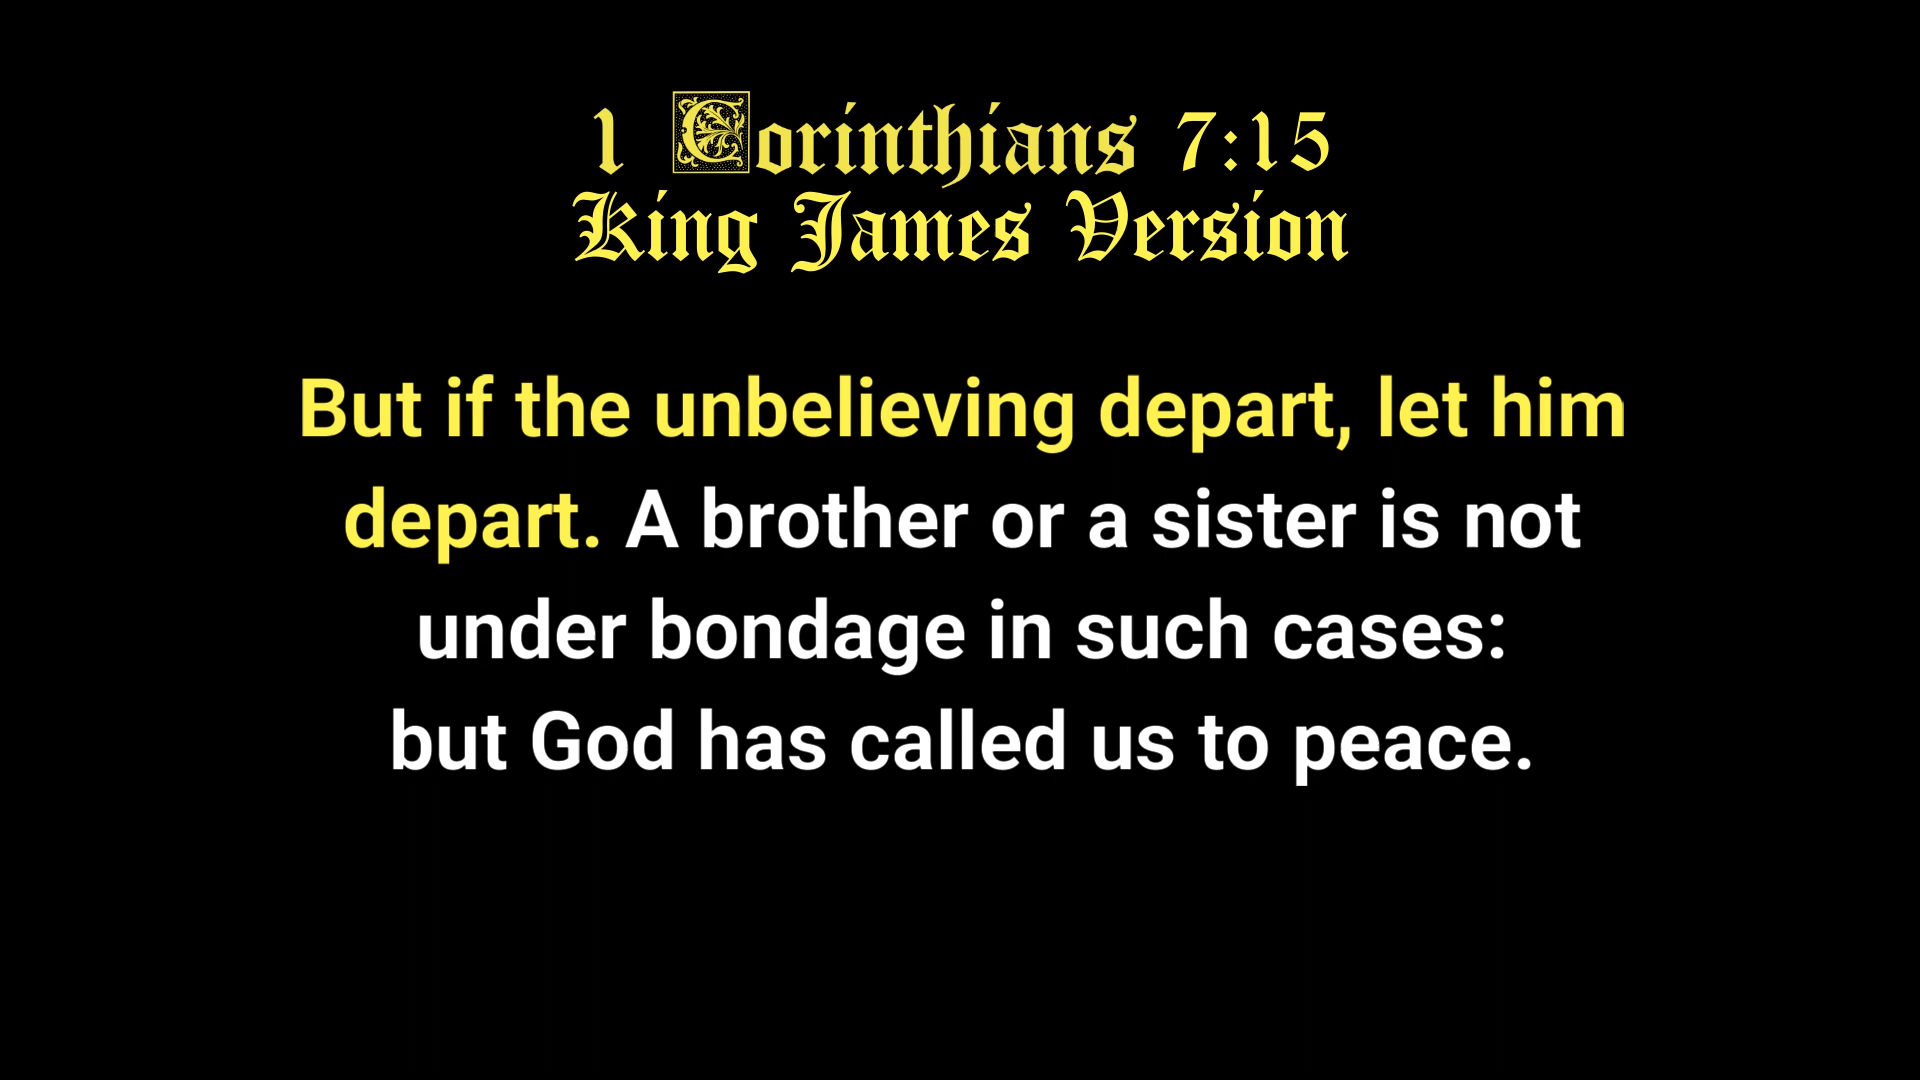 1 Corinthians 7:15
King James Version
But if the unbelieving depart, let him
depart. A brother or a sister is not
under bondage in such cases:
but God has called us to peace.